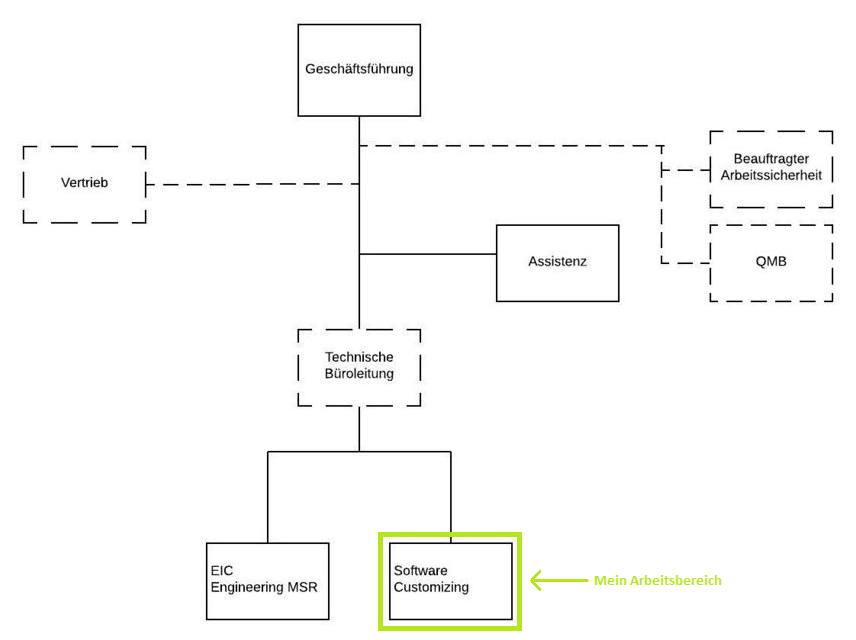 Geschäftsführung
Vertrieb
Beauftragter
Arbeitssicherheit
Assistenz
QMB
Technische
Büroleitung
EIC
Engineering MSR
Software
Customizing
Mein Arbeitsbereich